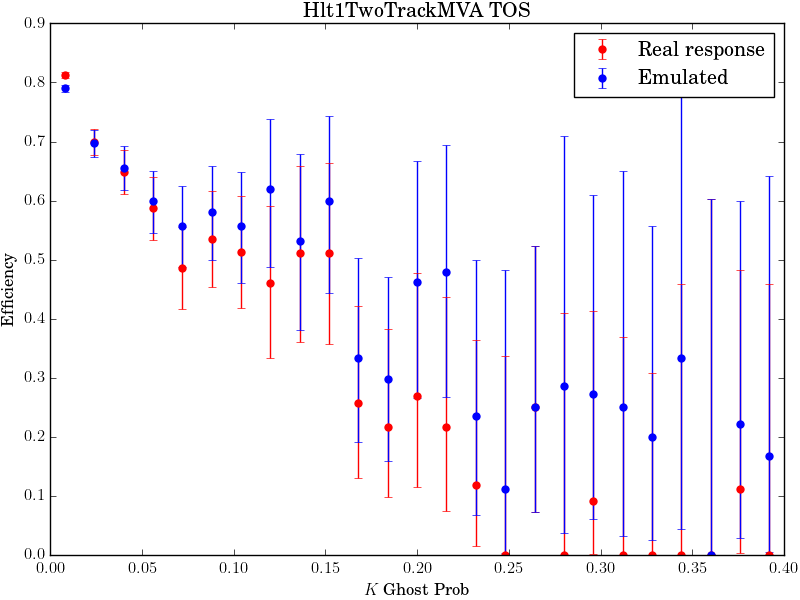 Hlt1TwoTrackMVA TOS
Real response
Emulated
Efficiency
0.9
0.8
0.7
0.6
0.5
0.4
0.3
0.2
0.1
0.0
0.00 0.05 0.10 0.15 0.20 0.25 0.30 0.35 0.40
K Ghost Prob